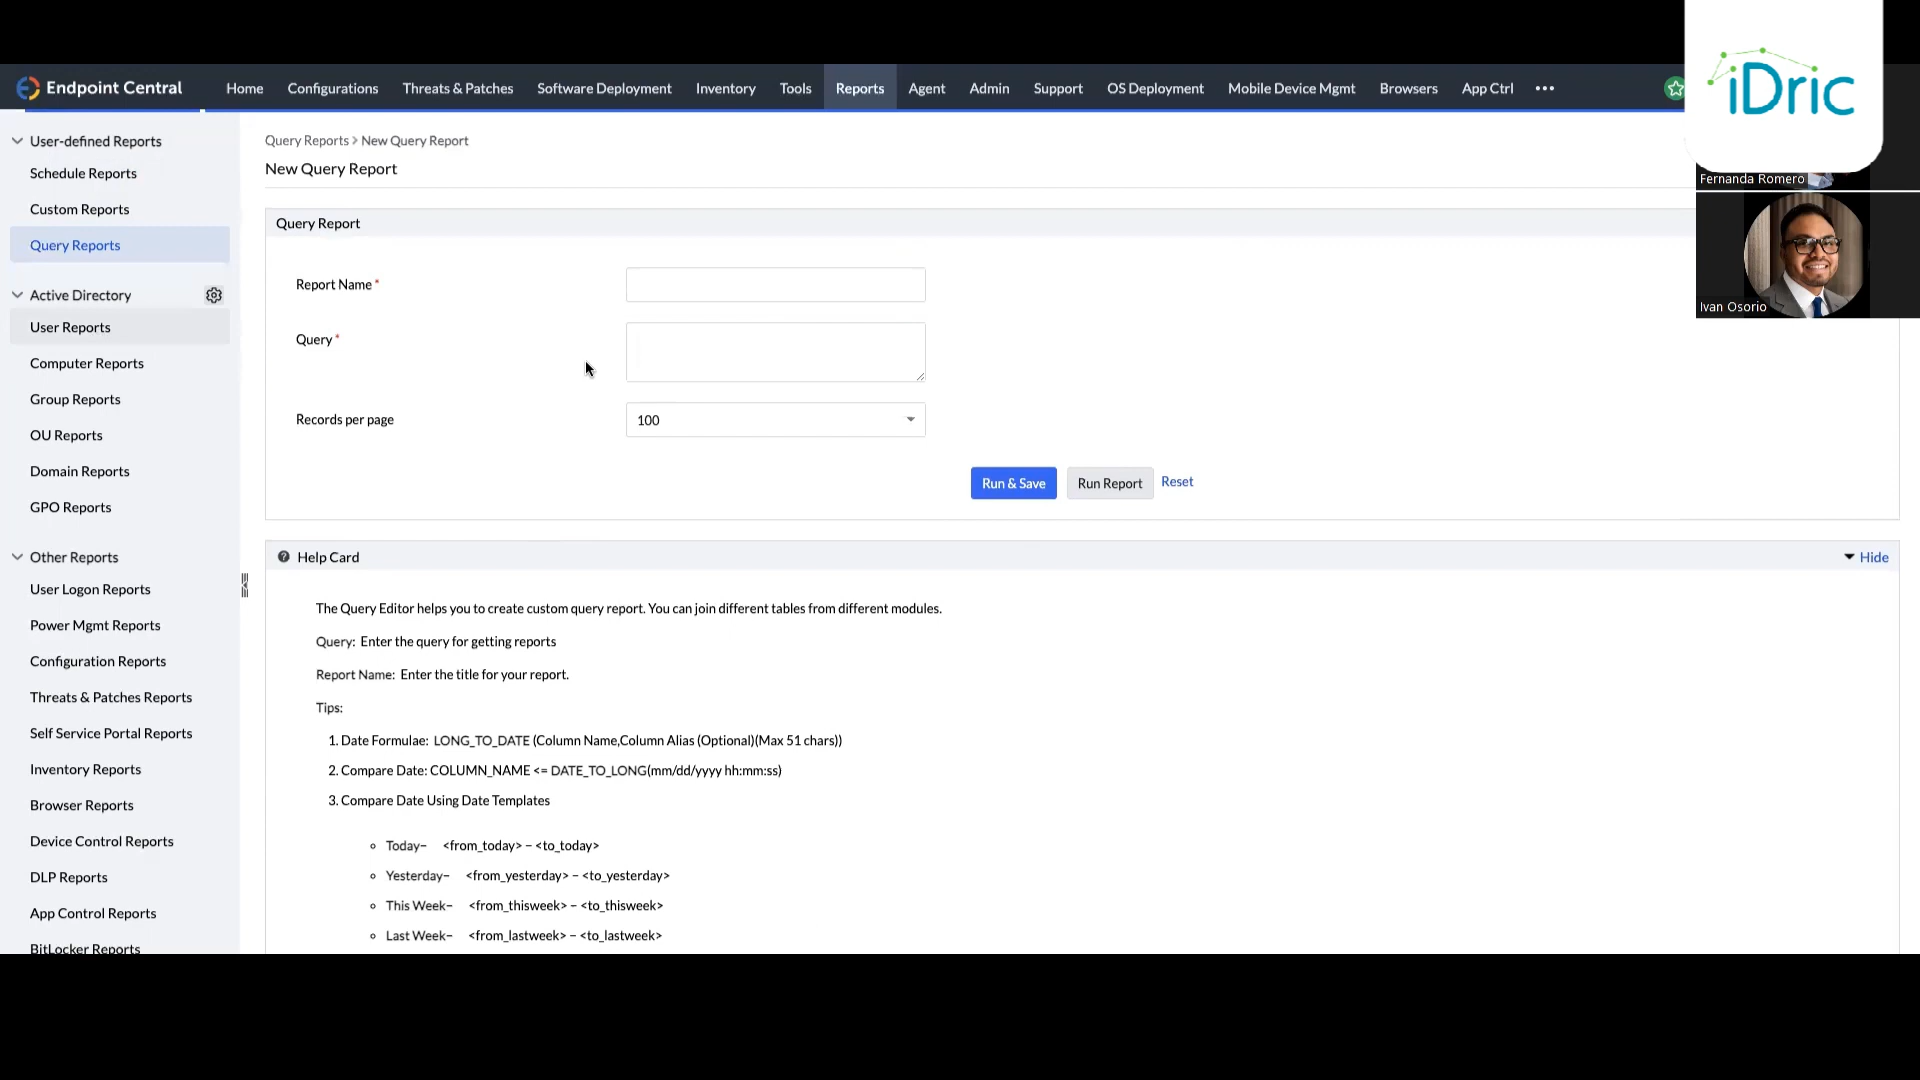 Endpoint Central
Home Configurations Threats & Patches Software Deployment Inventory Tools Reports Agent Admin Support OS Deployment Mobile Device Mgmt Browsers App Ctrl •••
iDric
Fernanda Romero
Ivan Osorio
User-defined Reports
Schedule Reports
Custom Reports
Query Reports
Active Directory
User Reports
Computer Reports
Group Reports
OU Reports
Domain Reports
GPO Reports
Other Reports
User Logon Reports
Power Mgmt Reports
Configuration Reports
Threats & Patches Reports
Self Service Portal Reports
Inventory Reports
Browser Reports
Device Control Reports
DLP Reports
App Control Reports
BitLocker Reports
Query Reports > New Query Report
New Query Report
Query Report
Report Name *
Query *
Records per page 100
Run & Save Run Report Reset
Help Card Hide
The Query Editor helps you to create custom query report. You can join different tables from different modules.
Query: Enter the query for getting reports
Report Name: Enter the title for your report.
Tips:
1. Date Formulae: LONG_TO_DATE (Column Name,Column Alias (Optional)(Max 51 chars))
2. Compare Date: COLUMN_NAME <= DATE_TO_LONG(mm/dd/yyyy hh:mm:ss)
3. Compare Date Using Date Templates
Today– <from_today> – <to_today>
Yesterday– <from_yesterday> – <to_yesterday>
This Week– <from_thisweek> – <to_thisweek>
Last Week– <from_lastweek> – <to_lastweek>